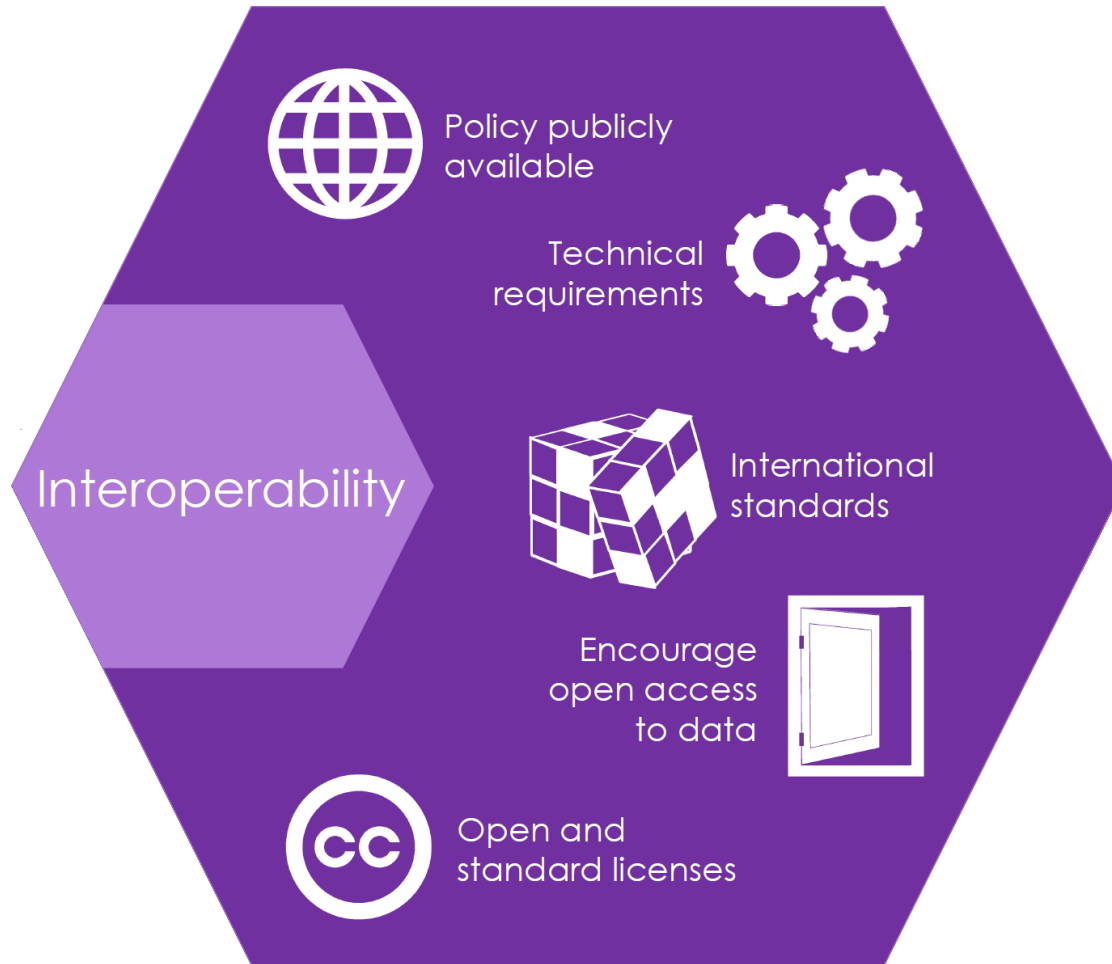 Policy publicly
available
Technical
requirements
Interoperability
International
standards
Encourage
open access
to data
cc
Open and
standard licenses